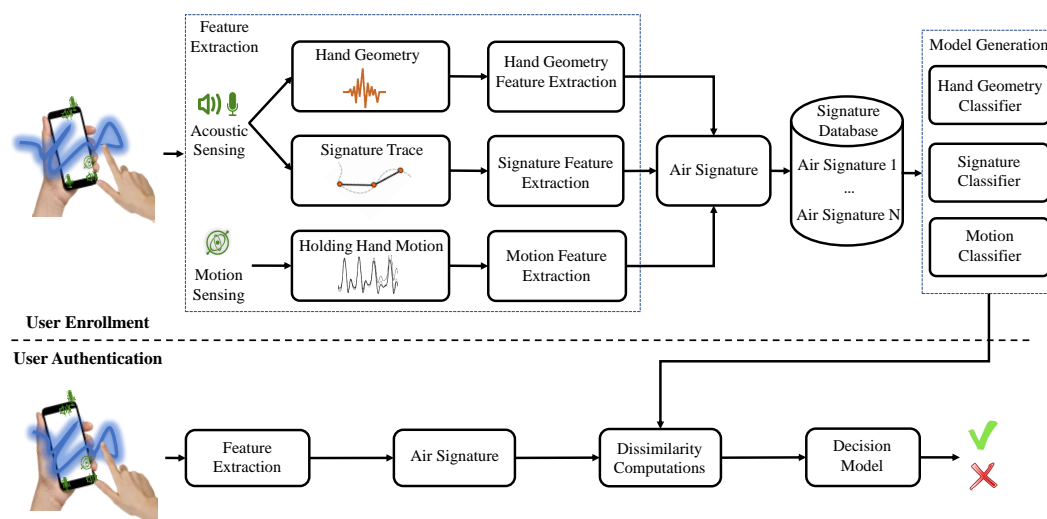 Feature
Extraction
Acoustic
Sensing
Motion
Sensing
Hand Geometry
Signature Trace
Holding Hand Motion
Hand Geometry
Feature Extraction
Signature Feature
Extraction
Motion Feature
Extraction
Air Signature
Signature
Database
Air Signature 1
...
Air Signature N
Model Generation
Hand Geometry
Classifier
Signature
Classifier
Motion
Classifier
User Enrollment
User Authentication
Feature
Extraction
Air Signature
Dissimilarity
Computations
Decision
Model